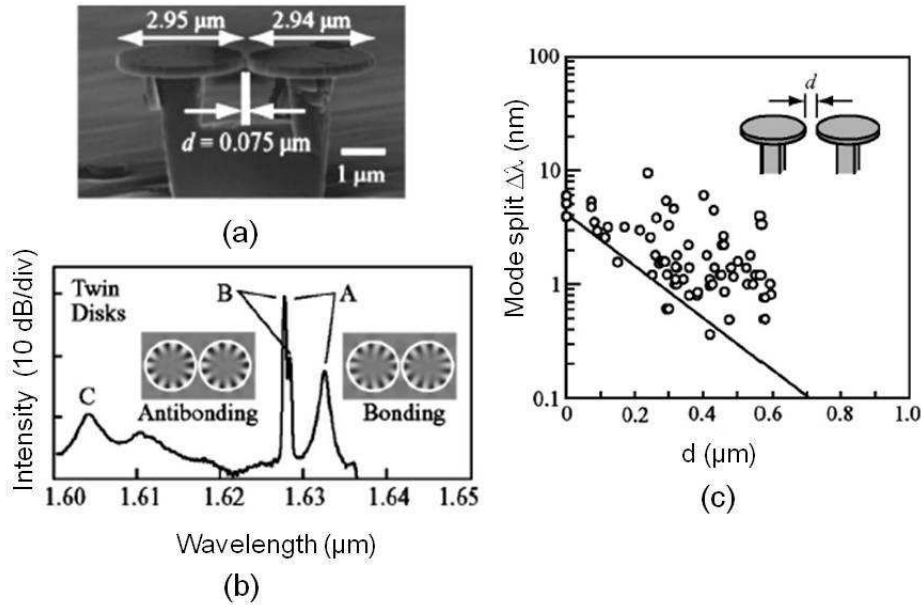 2.95 μm
2.94 μm
d = 0.075 μm
1 μm
(a)
Intensity (10 dB/div)
Twin
Disks
B
A
C
Antibonding
Bonding
1.60
1.61
1.62
1.63
1.64
1.65
Wavelength (μm)
(b)
Mode split Δλ (nm)
100
10
1
0.1
d
0
0.2
0.4
0.6
0.8
1.0
d (μm)
(c)